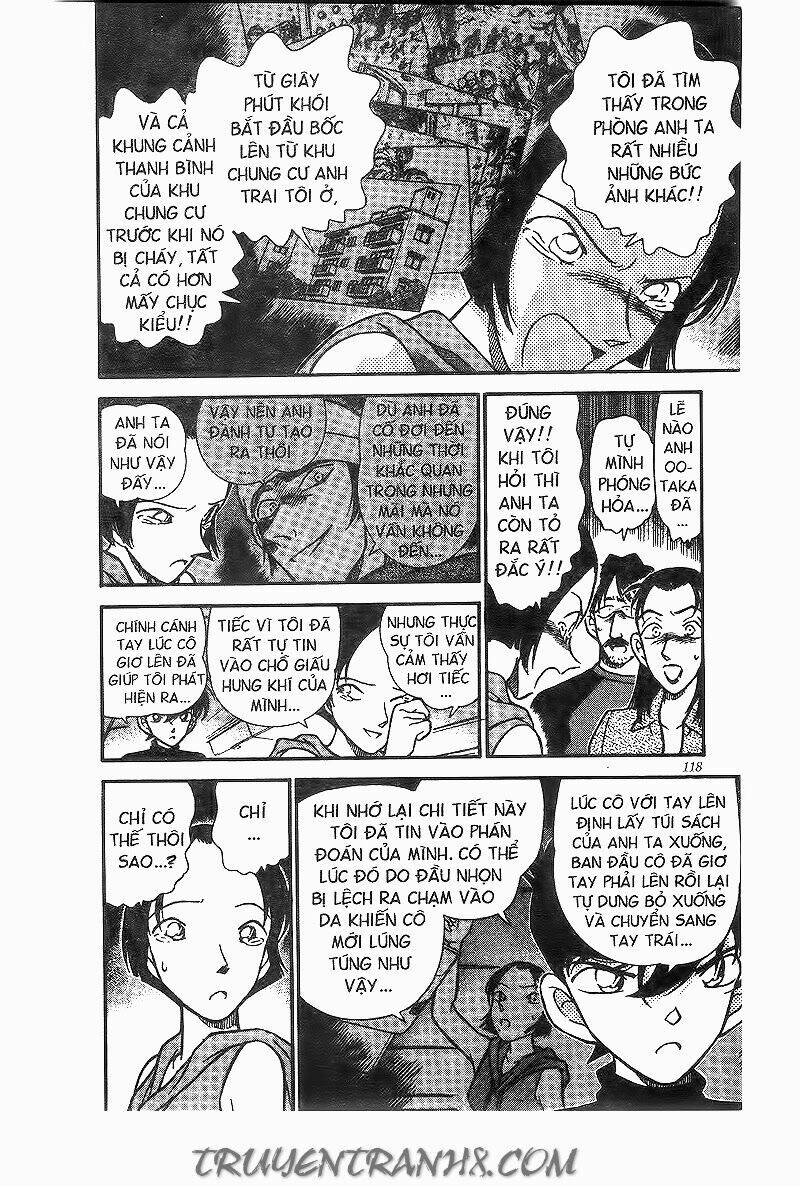 TÔI ĐÃ TÌM
THẤY TRONG
PHÒNG ANH TA
RẤT NHIỀU
NHỮNG BỨC
ẢNH KHÁC!!
TỪ GIÂY
PHÚT KHÓI
BẮT ĐẦU BỐC
LÊN TỪ KHU
CHUNG CƯ ANH
TRAI TÔI Ở,
VÀ CẢ
KHUNG CẢNH
THANH BÌNH
CỦA KHU
CHUNG CƯ
TRƯỚC KHI NÓ
BỊ CHÁY, TẤT
CẢ CÓ HƠN
MẤY CHỤC
KIỂU!!
LẼ
NÀO
ANH
OO-
TAKA
ĐÃ
...
TỰ
MÌNH
PHÓNG
HỎA...
ĐÚNG
VẬY!!
KHI TÔI
HỎI THÌ
ANH TA
CÒN TỎ
RA RẤT
ĐẮC Ý!!
DÙ ANH ĐÃ
CỐ ĐỢI ĐẾN
NHỮNG THỜI
KHẮC QUAN
TRỌNG NHƯNG
MÃI MÀ NÓ
VẪN KHÔNG
ĐẾN...
VẬY NÊN ANH
ĐÀNH TỰ TẠO
RA THÔI
ANH TA
ĐÃ NÓI
NHƯ VẬY
ĐẤY...
NHƯNG THỰC
SỰ TÔI VẪN
CẢM THẤY
HƠI TIẾC
...
TIẾC VÌ TÔI ĐÃ
RẤT TỰ TIN
VÀO CHỖ GIẤU
HUNG KHÍ CỦA
MÌNH...
CHÍNH CÁNH
TAY LÚC CÔ
GIƠ LÊN ĐÃ
GIÚP TÔI PHÁT
HIỆN RA...
118
LÚC CÔ VỚI TAY LÊN
ĐỊNH LẤY TÚI SÁCH
CỦA ANH TA XUỐNG,
BAN ĐẦU CÔ ĐÃ GIƠ
TAY PHẢI LÊN RỒI LẠI
TỰ DƯNG BỎ XUỐNG
VÀ CHUYỂN SANG
TAY TRÁI...
KHI NHỚ LẠI CHI TIẾT NÀY
TÔI ĐÃ TIN VÀO PHÁN
ĐOÁN CỦA MÌNH. CÓ THỂ
LÚC ĐÓ DO ĐẦU NHỌN
BỊ LỆCH RA CHẠM VÀO
DA KHIẾN CÔ
MỚI LÚNG
TÚNG NHƯ
VẬY...
CHỈ
...
CHỈ CÓ
THẾ THÔI
SAO...?
TRUYENTRANH8.COM